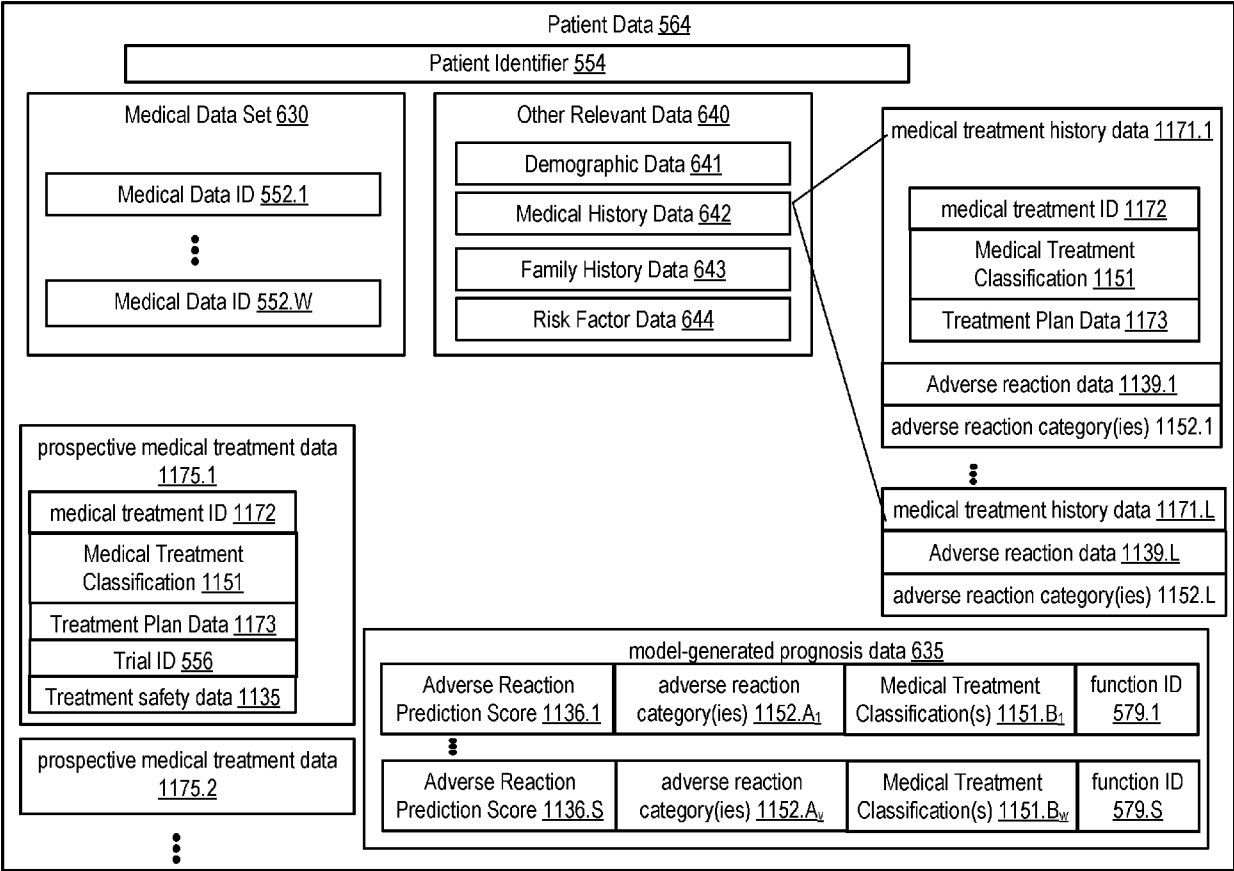 Patient Data 564
Patient Identifier 554
Medical Data Set 630
Medical Data ID 552.1
Medical Data ID 552.W
Other Relevant Data 640
Demographic Data 641
Medical History Data 642
Family History Data 643
Risk Factor Data 644
medical treatment history data 1171.1
medical treatment ID 1172
Medical Treatment
Classification 1151
Treatment Plan Data 1173
Adverse reaction data 1139.1
adverse reaction category(ies) 1152.1
medical treatment history data 1171.L
Adverse reaction data 1139.L
adverse reaction category(ies) 1152.L
prospective medical treatment data
1175.1
medical treatment ID 1172
Medical Treatment
Classification 1151
Treatment Plan Data 1173
Trial ID 556
Treatment safety data 1135
prospective medical treatment data
1175.2
model-generated prognosis data 635
Adverse Reaction
Prediction Score 1136.1
adverse reaction
category(ies) 1152.A₁
Medical Treatment
Classification(s) 1151.B₁
function ID
579.1
Adverse Reaction
Prediction Score 1136.S
adverse reaction
category(ies) 1152.Aᵥ
Medical Treatment
Classification(s) 1151.B_w
function ID
579.S